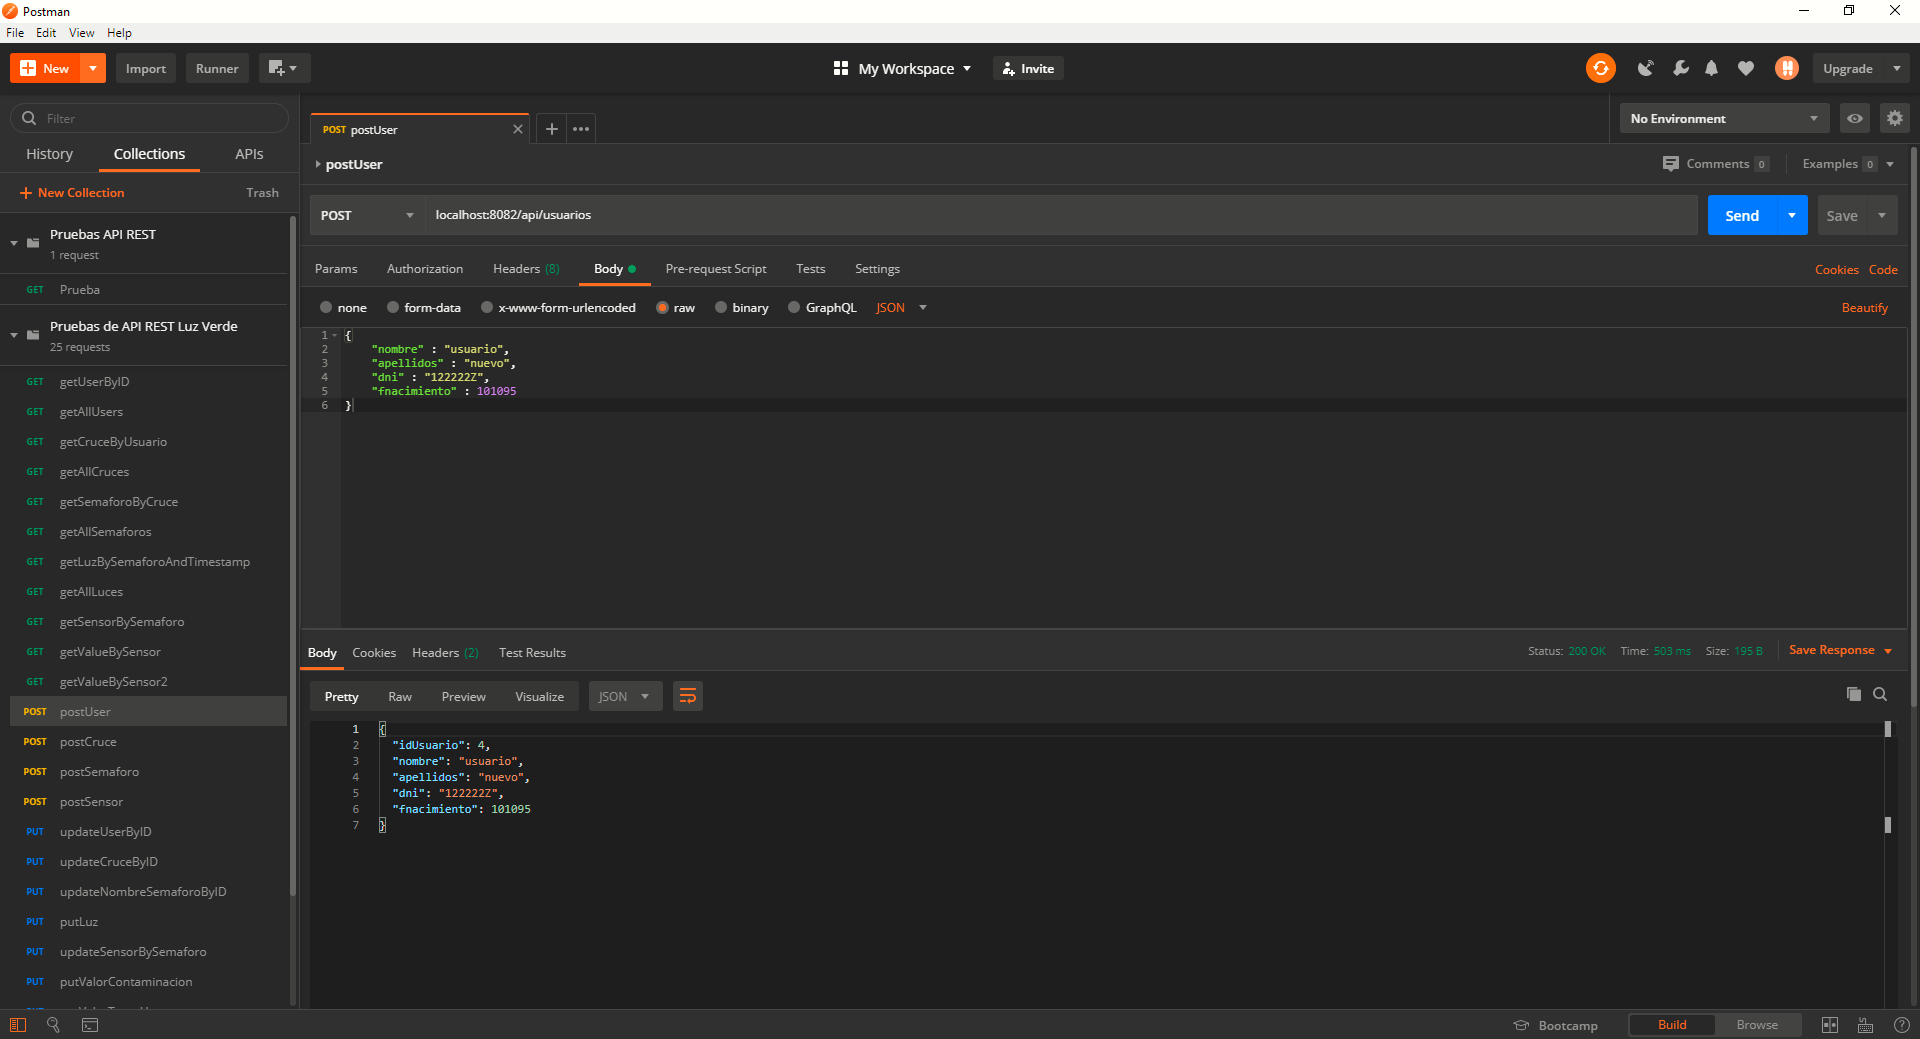 Postman
File Edit View Help
New Import Runner My Workspace Invite Upgrade
Filter
History Collections APIs
New Collection Trash
Pruebas API REST
1 request
GET Prueba
Pruebas de API REST Luz Verde
25 requests
GET getUserByID
GET getAllUsers
GET getCruceByUsuario
GET getAllCruces
GET getSemaforoByCruce
GET getAllSemaforos
GET getLuzBySemaforoAndTimestamp
GET getAllLuces
GET getSensorBySemaforo
GET getValueBySensor
GET getValueBySensor2
POST postUser
POST postCruce
POST postSemaforo
POST postSensor
PUT updateUserByID
PUT updateCruceByID
PUT updateNombreSemaforoByID
PUT putLuz
PUT updateSensorBySemaforo
PUT putValorContaminacion
POST postUser
No Environment
postUser
Comments 0 Examples 0
POST localhost:8082/api/usuarios Send Save
Params Authorization Headers (8) Body Pre-request Script Tests Settings Cookies Code
none form-data x-www-form-urlencoded raw binary GraphQL JSON Beautify
1 {
2 "nombre" : "usuario",
3 "apellidos" : "nuevo",
4 "dni" : "122222Z",
5 "fnacimiento" : 101095
6 }
Body Cookies Headers (2) Test Results Status: 200 OK Time: 503 ms Size: 195 B Save Response
Pretty Raw Preview Visualize JSON
1 {
2 "idUsuario": 4,
3 "nombre": "usuario",
4 "apellidos": "nuevo",
5 "dni": "122222Z",
6 "fnacimiento": 101095
7 }
Bootcamp Build Browse